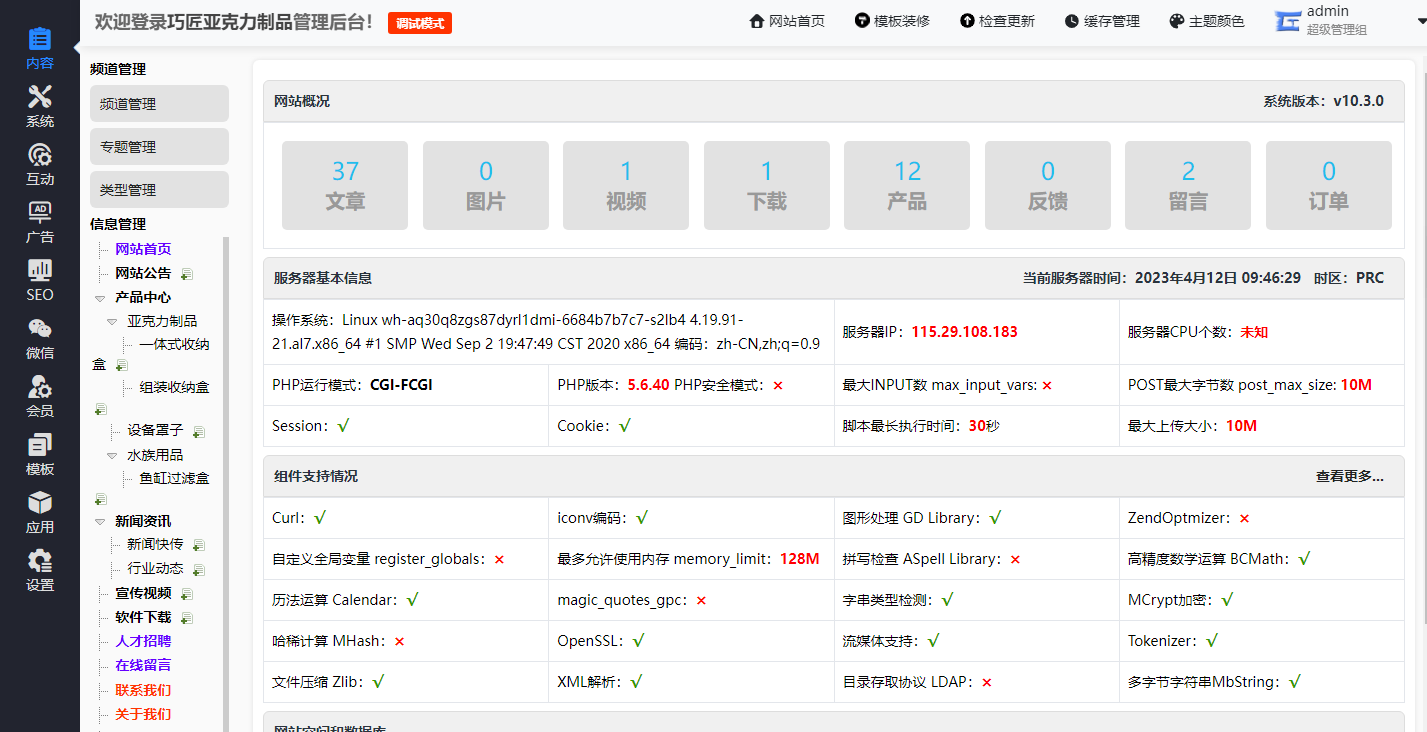 欢迎登录巧匠亚克力制品管理后台!
调试模式
网站首页
模板装修
检查更新
缓存管理
主题颜色
admin
超级管理组
内容
系统
互动
AD
广告
SEO
微信
会员
模板
应用
设置
频道管理
频道管理
专题管理
类型管理
信息管理
网站首页
网站公告
产品中心
亚克力制品
一体式收纳
盒
组装收纳盒
设备罩子
水族用品
鱼缸过滤盒
新闻资讯
新闻快传
行业动态
宣传视频
软件下载
人才招聘
在线留言
联系我们
关于我们
网站概况
系统版本：v10.3.0
37
文章
0
图片
1
视频
1
下载
12
产品
0
反馈
2
留言
0
订单
服务器基本信息
当前服务器时间：2023年4月12日 09:46:29 时区：PRC
操作系统：Linux wh-aq30q8zgs87dyrl1dmi-6684b7b7c7-s2lb4 4.19.91-
21.al7.x86_64 #1 SMP Wed Sep 2 19:47:49 CST 2020 x86_64 编码：zh-CN,zh;q=0.9
服务器IP：115.29.108.183
服务器CPU个数：未知
PHP运行模式：CGI-FCGI
PHP版本：5.6.40 PHP安全模式：×
最大INPUT数 max_input_vars: ×
POST最大字节数 post_max_size: 10M
Session：√
Cookie：√
脚本最长执行时间：30秒
最大上传大小：10M
组件支持情况
查看更多...
Curl：√
iconv编码：√
图形处理 GD Library：√
ZendOptmizer：×
自定义全局变量 register_globals：×
最多允许使用内存 memory_limit：128M
拼写检查 ASpell Library：×
高精度数学运算 BCMath：√
历法运算 Calendar：√
magic_quotes_gpc：×
字串类型检测：√
MCrypt加密：√
哈稀计算 MHash：×
OpenSSL：√
流媒体支持：√
Tokenizer：√
文件压缩 Zlib：√
XML解析：√
目录存取协议 LDAP：×
多字节字符串MbString：√
网站空间和数据库